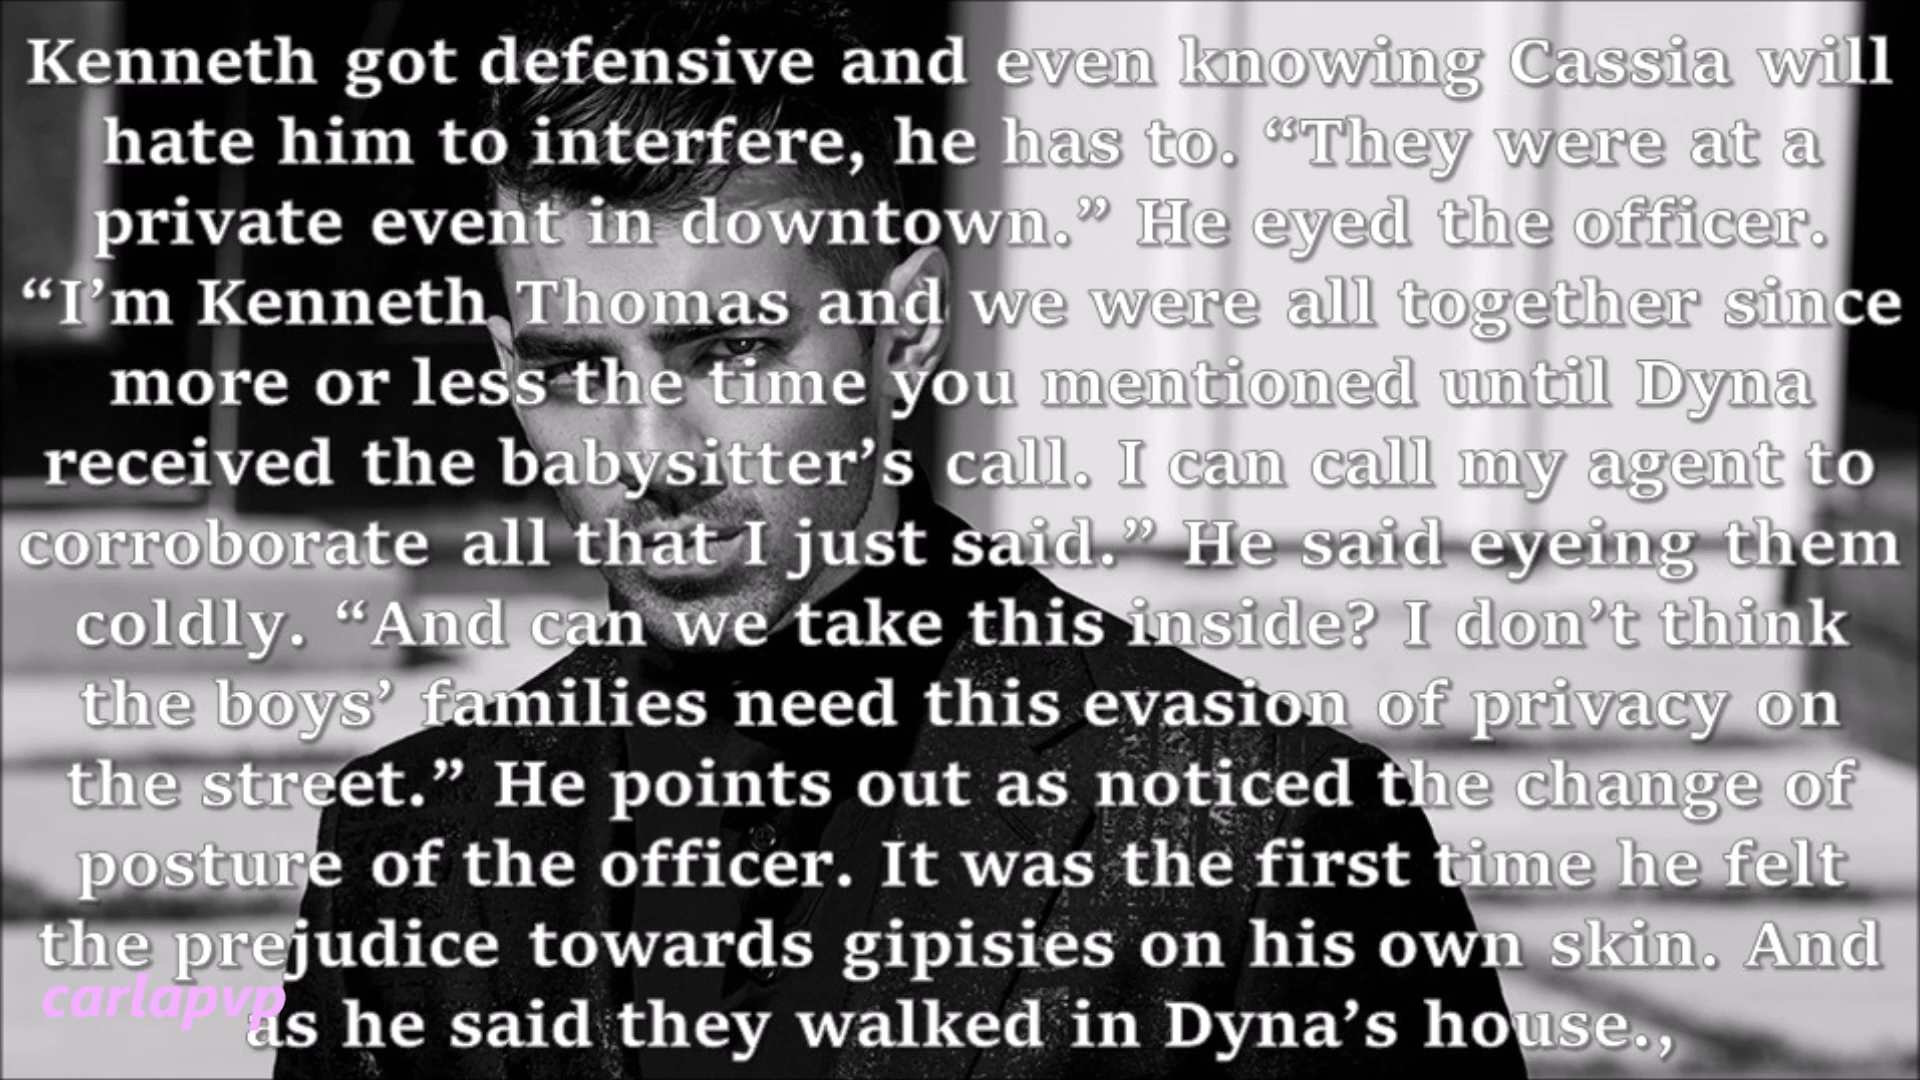 Kenneth got defensive and even knowing Cassia will
hate him to interfere, he has to. “They were at a
private event in downtown.” He eyed the officer.
“I’m Kenneth Thomas and we were all together since
more or less the time you mentioned until Dyna
received the babysitter’s call. I can call my agent to
corroborate all that I just said.” He said eyeing them
coldly. “And can we take this inside? I don’t think
the boys’ families need this evasion of privacy on
the street.” He points out as noticed the change of
posture of the officer. It was the first time he felt
the prejudice towards gipisies on his own skin. And
as he said they walked in Dyna’s house.,
carlapvp